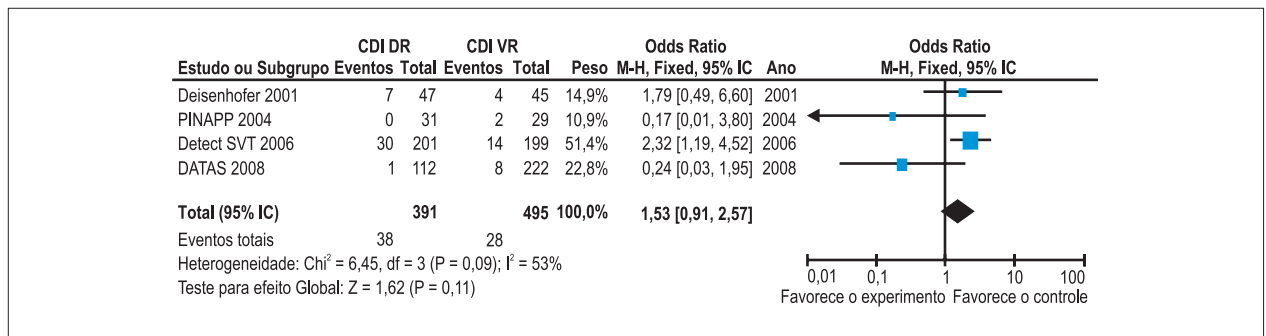 CDI DR CDI VR Odds Ratio Odds Ratio
Estudo ou Subgrupo Eventos Total Eventos Total Peso M-H, Fixed, 95% IC Ano M-H, Fixed, 95% IC
Deisenhofer 2001 7 47 4 45 14,9% 1,79 [0,49, 6,60] 2001
PINAPP 2004 0 31 2 29 10,9% 0,17 [0,01, 3,80] 2004
Detect SVT 2006 30 201 14 199 51,4% 2,32 [1,19, 4,52] 2006
DATAS 2008 1 112 8 222 22,8% 0,24 [0,03, 1,95] 2008
Total (95% IC) 391 495 100,0% 1,53 [0,91, 2,57]
Eventos totais 38 28
Heterogeneidade: Chi² = 6,45, df = 3 (P = 0,09); I² = 53%
Teste para efeito Global: Z = 1,62 (P = 0,11)
0,01 0,1 1 10 100
Favorece o experimento Favorece o controle